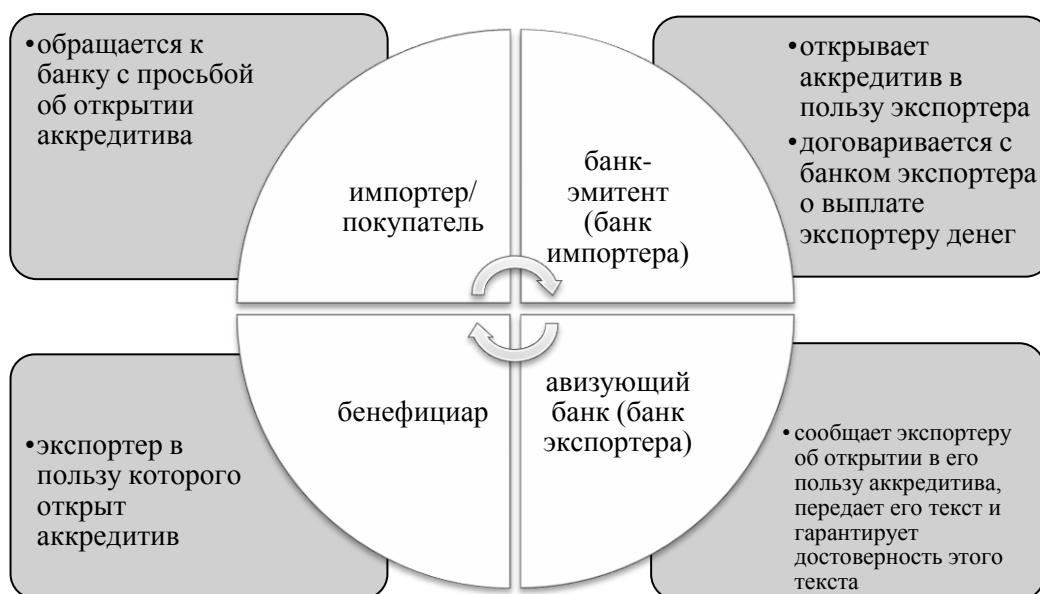 •обращается к
банку с просьбой
об открытии
аккредитива
импортер/
покупатель
банк-
эмитент
(банк
импортера)
•открывает
аккредитив в
пользу экспортера
•договаривается с
банком экспортера
о выплате
экспортеру денег
•экспортер в
пользу которого
открыт
аккредитив
бенефициар
авизующий
банк (банк
экспортера)
•сообщает экспортеру
об открытии в его
пользу аккредитива,
передает его текст и
гарантирует
достоверность этого
текста